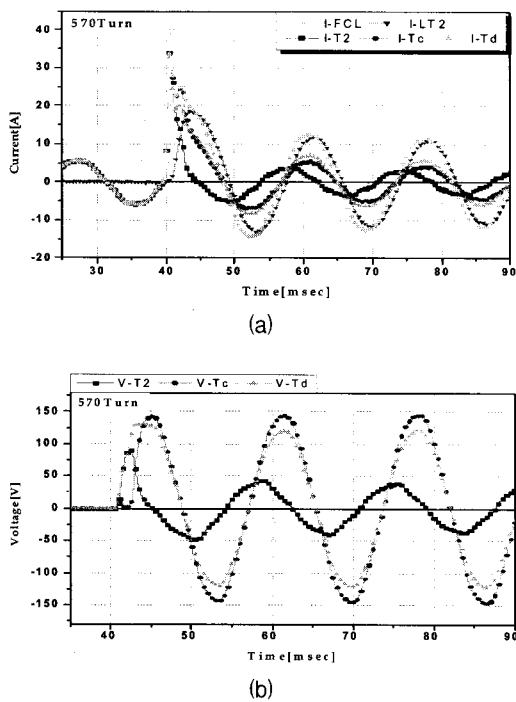 570Turn
I-FCL I-LT2
I-T2 I-Tc I-Td
40
30
20
10
0
-10
-20
30 40 50 60 70 80 90
Current[A]
Time[msec]
(a)
V-T2 V-Tc V-Td
570Turn
150
100
50
0
-50
-100
-150
40 50 60 70 80 90
Voltage[V]
Time[msec]
(b)